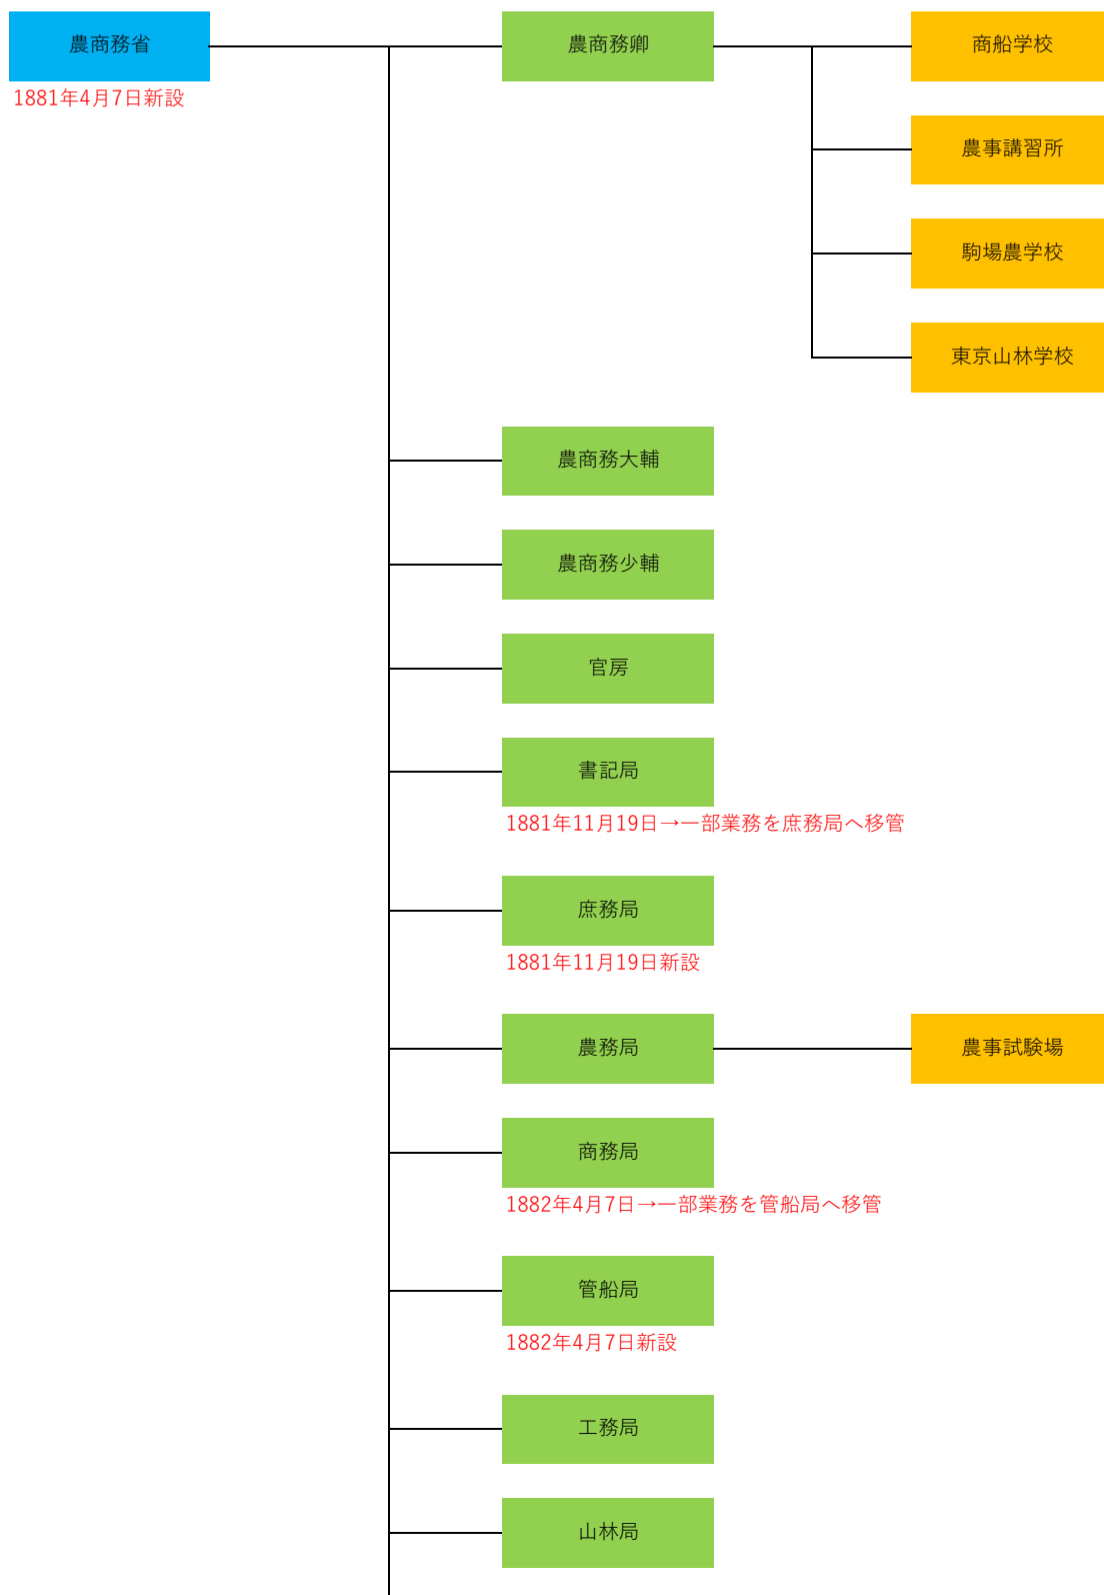 農商務省
1881年4月7日新設
農商務卿
商船学校
農事講習所
駒場農学校
東京山林学校
農商務大輔
農商務少輔
官房
書記局
1881年11月19日→一部業務を庶務局へ移管
庶務局
1881年11月19日新設
農務局
農事試験場
商務局
1882年4月7日→一部業務を管船局へ移管
管船局
1882年4月7日新設
工務局
山林局